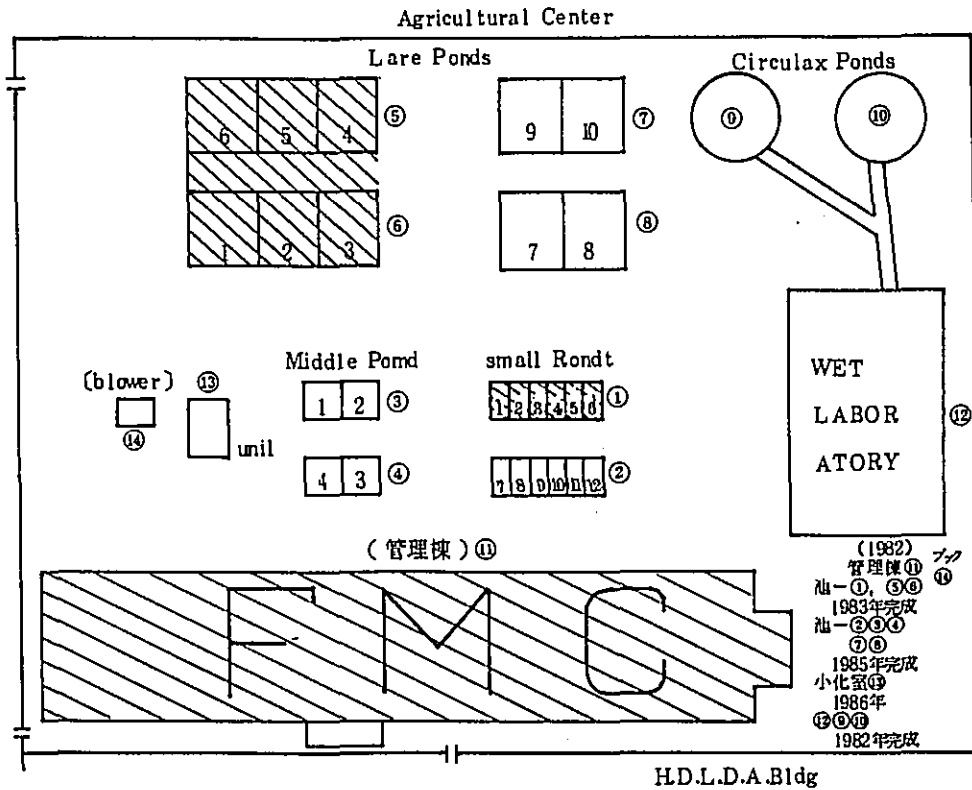 Agricultural Center
Lare Ponds
Circulax Ponds
6 5 4 ⑤
9 10 ⑦
⑨ ⑩
1 2 3 ⑥
7 8 ⑧
Middle Pomd
small Rondt
(blower) ⑬
1 2 ③
1 2 3 4 5 6 ①
⑭
unil
4 3 ④
7 8 9 10 11 12 ②
WET
LABOR
ATORY
⑫
(管理棟)⑪
FMC
(1982)
管理棟⑪
⑭
池一①, ⑤⑥
1983年完成
池一②③④
⑦⑧
1985年完成
小化室⑬
1986年
⑫⑨⑩
1982年完成
H.D.L.D.A.Bldg